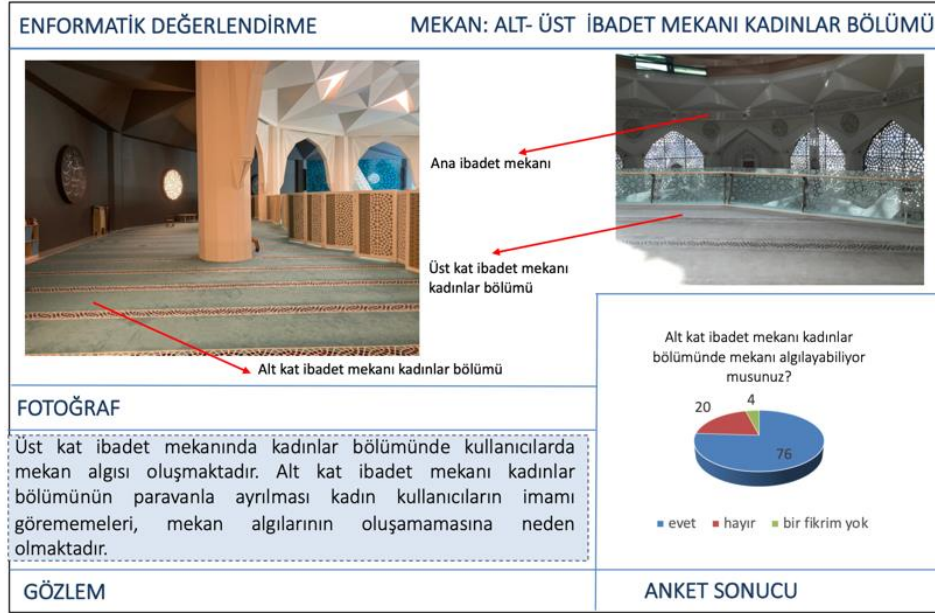 ENFORMATİK DEĞERLENDİRME
MEKAN: ALT- ÜST İBADET MEKANI KADINLAR BÖLÜMÜ
Ana ibadet mekanı
Üst kat ibadet mekanı
kadınlar bölümü
Alt kat ibadet mekanı kadınlar bölümü
FOTOĞRAF
Üst kat ibadet mekanında kadınlar bölümünde kullanıcılarda
mekan algısı oluşmaktadır. Alt kat ibadet mekanı kadınlar
bölümünün paravanla ayrılması kadın kullanıcıların imamı
görememeleri, mekan algılarının oluşamamasına neden
olmaktadır.
GÖZLEM
Alt kat ibadet mekanı kadınlar
bölümünde mekanı algılayabiliyor
musunuz?
4
20
76
evet hayır bir fikrim yok
ANKET SONUCU